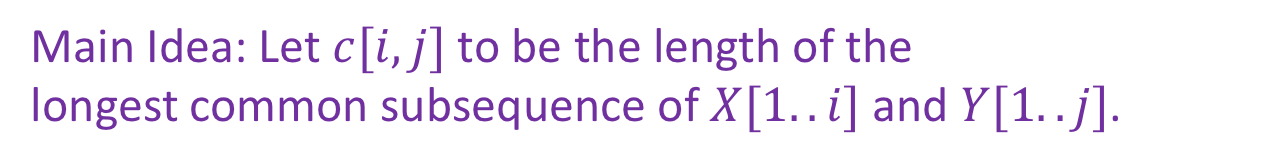 Main Idea: Let c[i, j] to be the length of the
longest common subsequence of X[1. . i] and Y[1. . j].